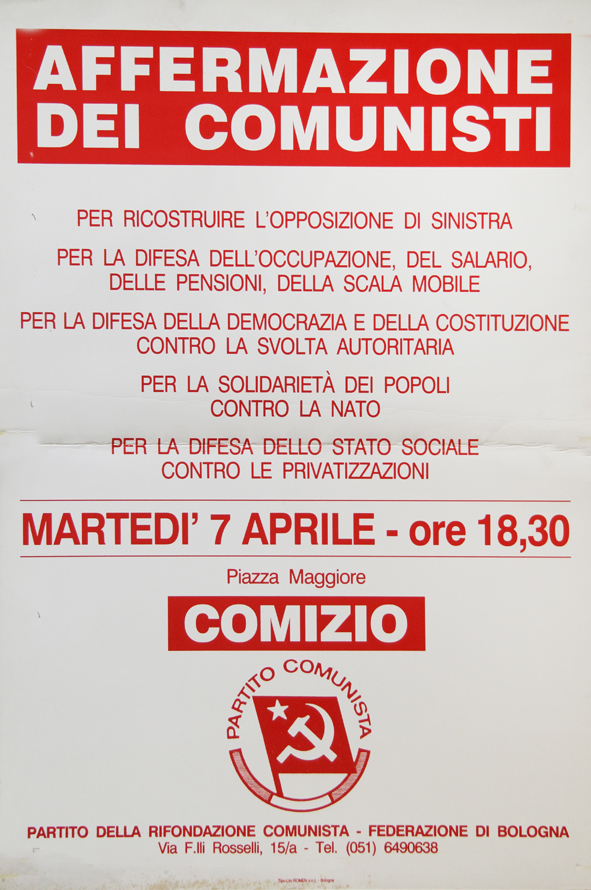 AFFERMAZIONE
DEI COMUNISTI
PER RICOSTRUIRE L'OPPOSIZIONE DI SINISTRA
PER LA DIFESA DELL'OCCUPAZIONE, DEL SALARIO,
DELLE PENSIONI, DELLA SCALA MOBILE
PER LA DIFESA DELLA DEMOCRAZIA E DELLA COSTITUZIONE
CONTRO LA SVOLTA AUTORITARIA
PER LA SOLIDARIETÀ DEI POPOLI
CONTRO LA NATO
PER LA DIFESA DELLO STATO SOCIALE
CONTRO LE PRIVATIZZAZIONI
MARTEDI' 7 APRILE - ore 18,30
Piazza Maggiore
COMIZIO
PARTITO COMUNISTA
PARTITO DELLA RIFONDAZIONE COMUNISTA - FEDERAZIONE DI BOLOGNA
Via F.lli Rosselli, 15/a - Tel. (051) 6490638